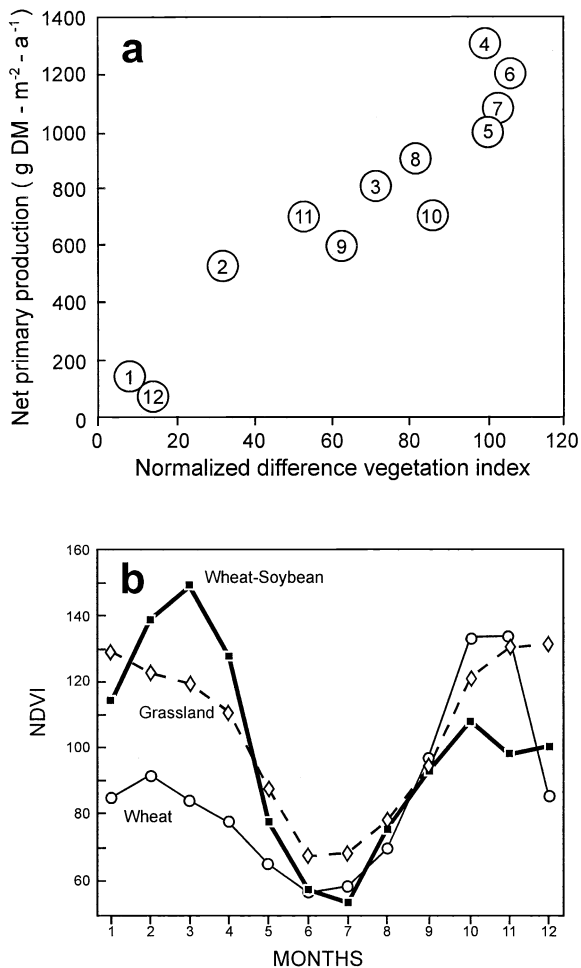 a
Net primary production ( g DM - m-2 - a-1)
1400
1200
1000
800
600
400
200
0
4
6
7
5
8
3
10
11
9
2
1
12
0 20 40 60 80 100 120
Normalized difference vegetation index
b
NDVI
160
140
120
100
80
60
Wheat-Soybean
Grassland
Wheat
1 2 3 4 5 6 7 8 9 10 11 12
MONTHS